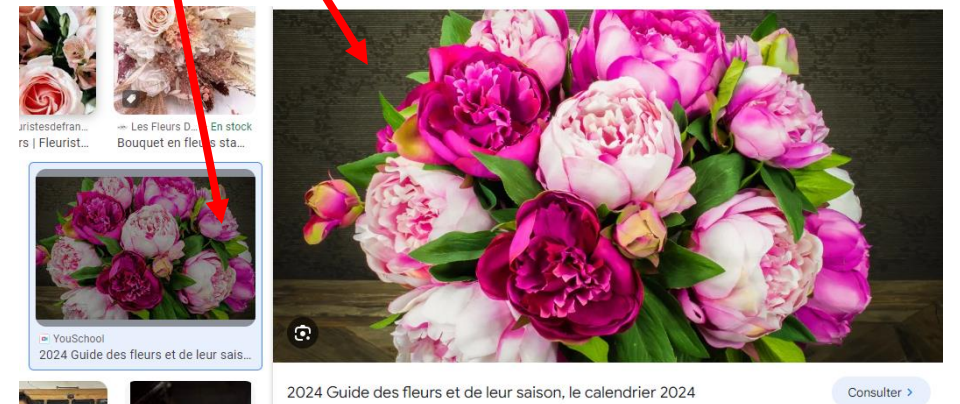 uristesdefran...
rs | Fleurist...
Les Fleurs D... En stock
Bouquet en fleurs sta...
YouSchool
2024 Guide des fleurs et de leur sais...
2024 Guide des fleurs et de leur saison, le calendrier 2024
Consulter >